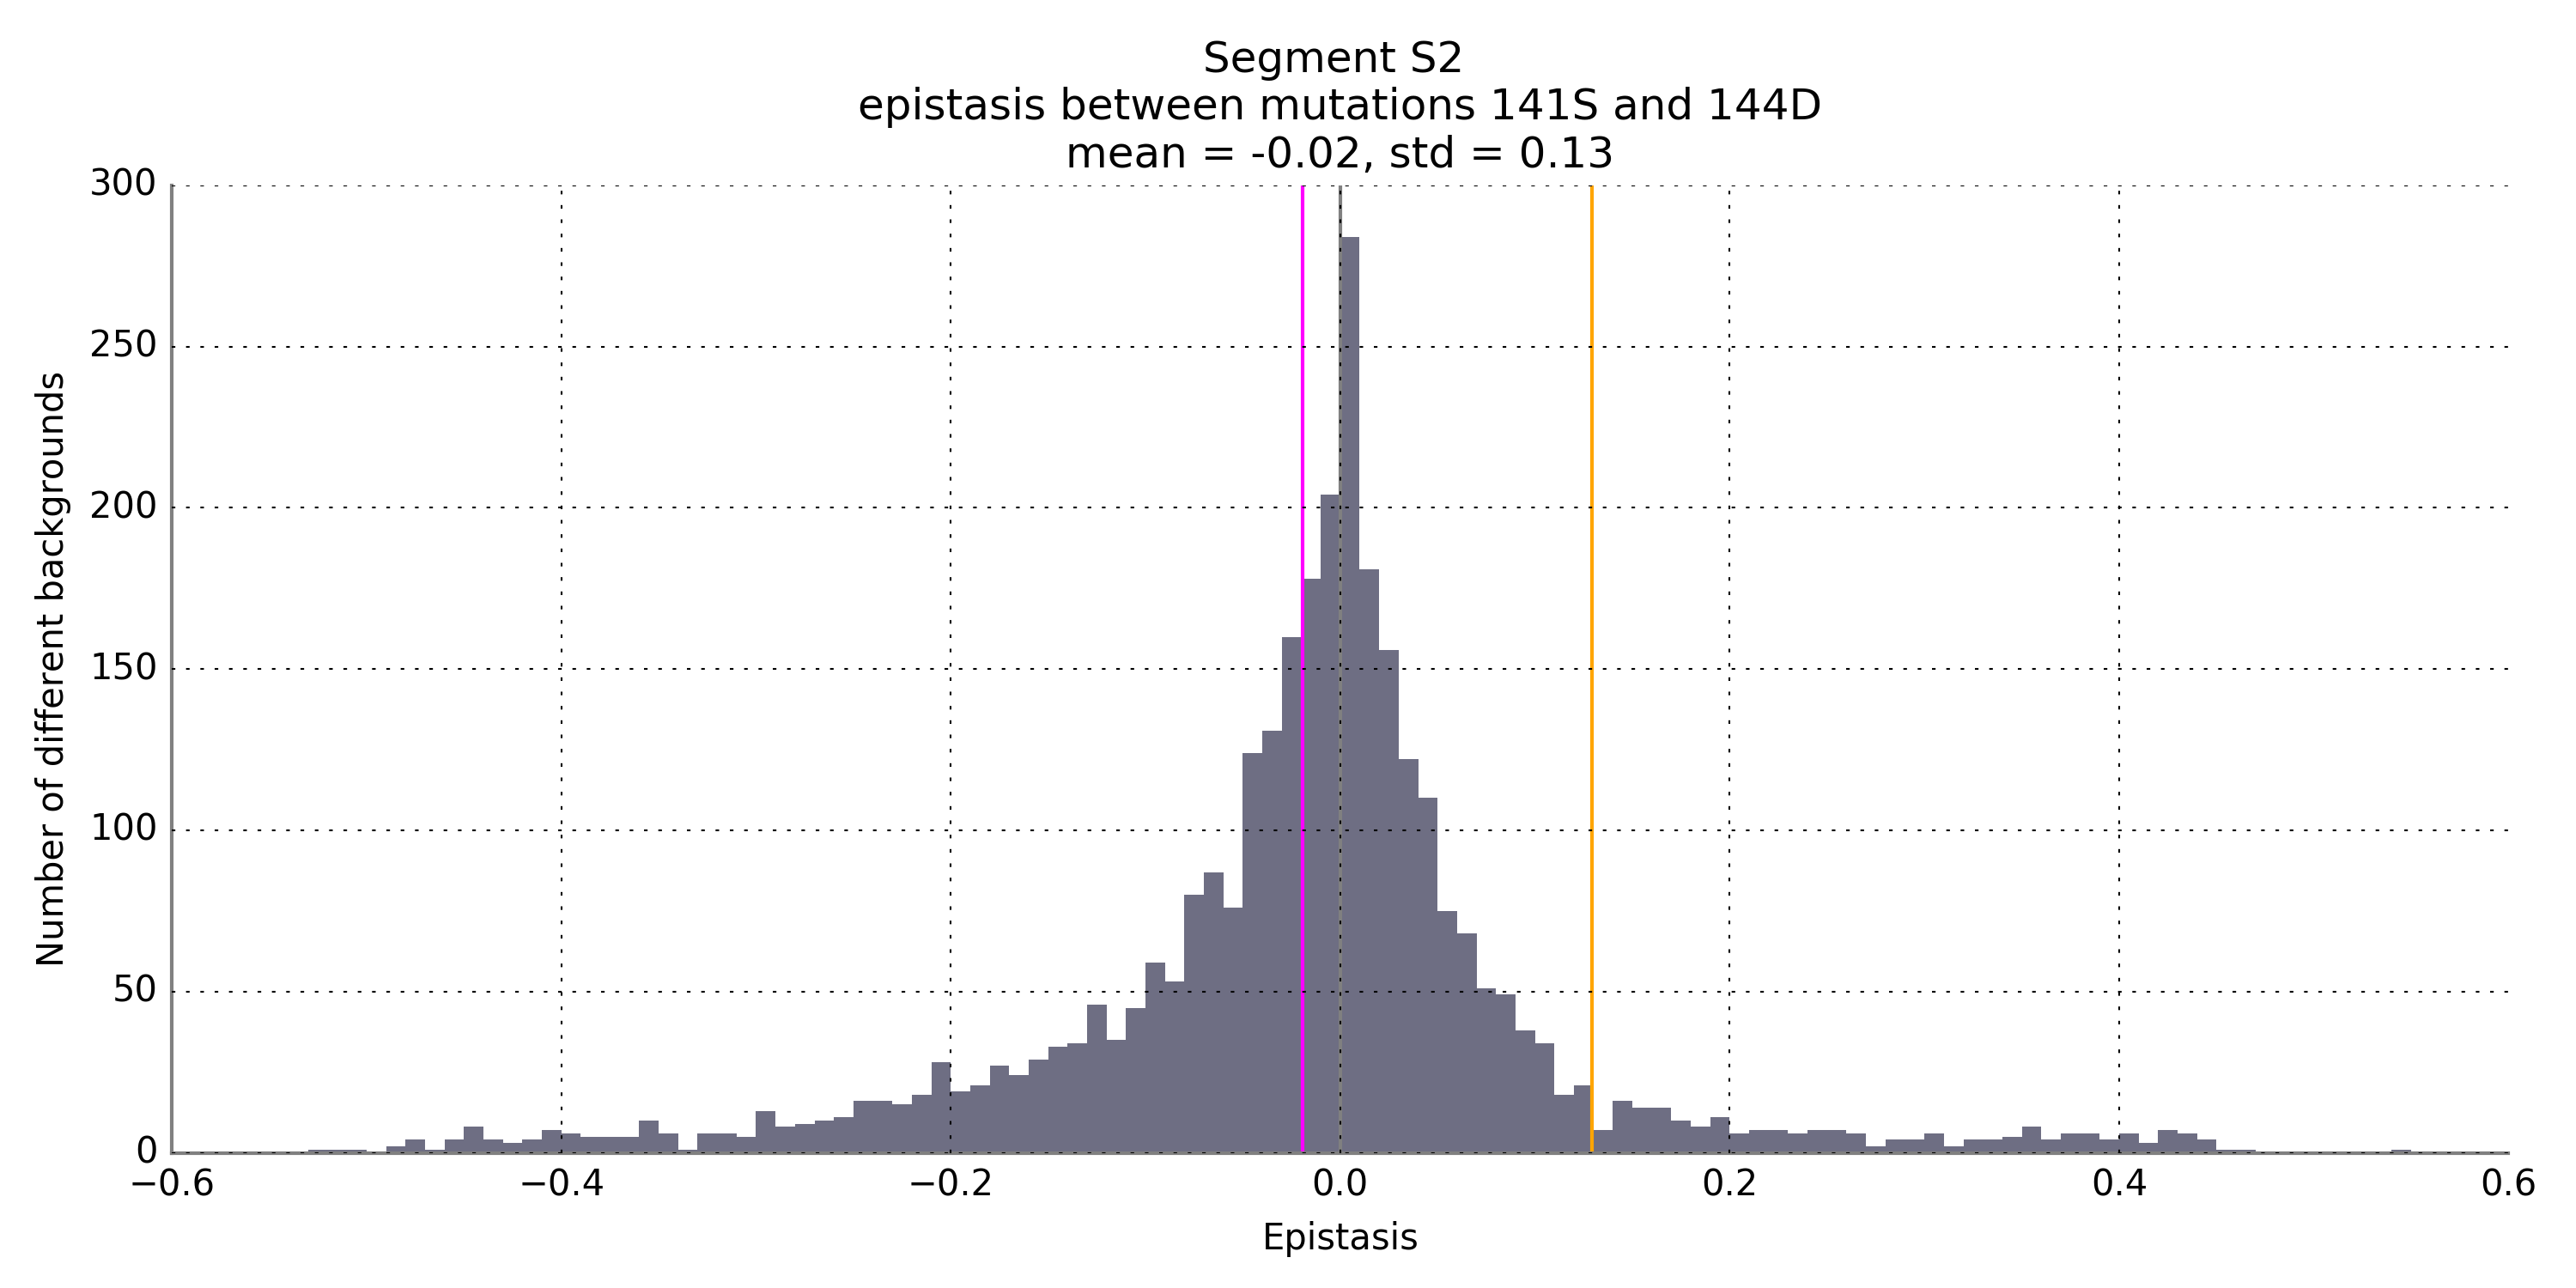 Segment S2
epistasis between mutations 141S and 144D
mean = -0.02, std = 0.13
Number of different backgrounds
300
250
200
150
100
50
0
−0.6 −0.4 −0.2 0.0 0.2 0.4 0.6
Epistasis